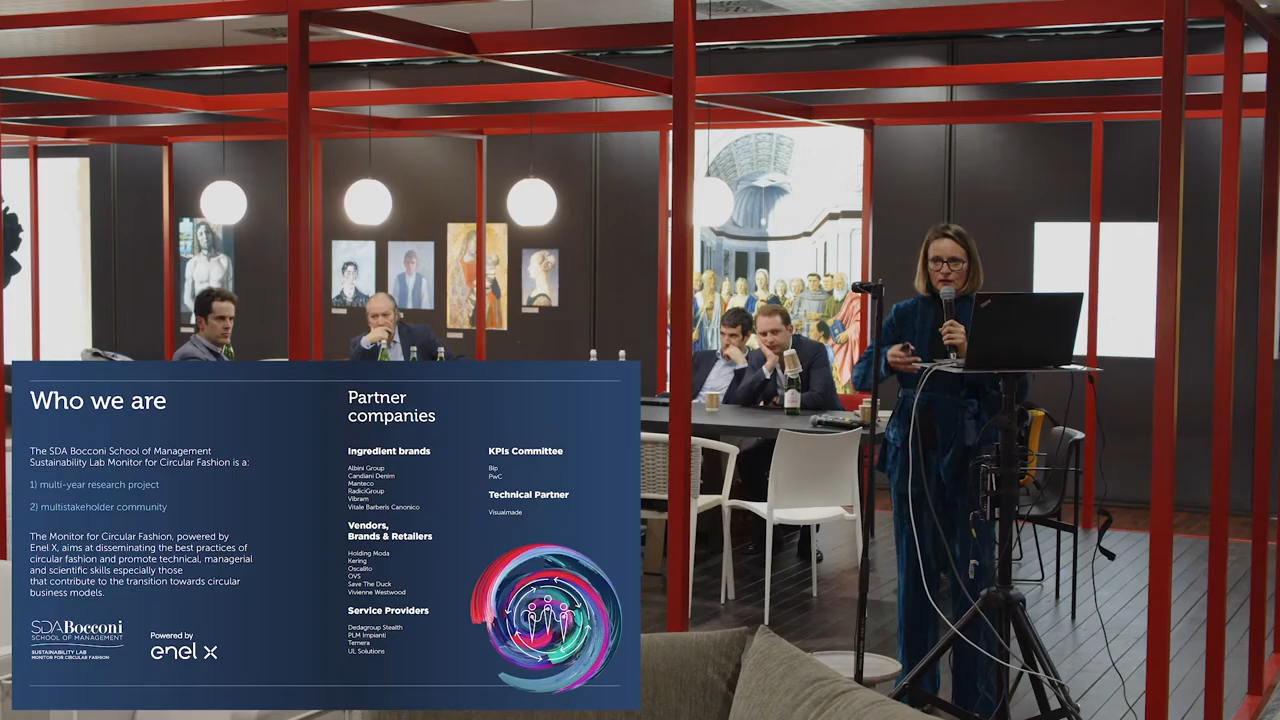 Who we are
The SDA Bocconi School of Management
Sustainability Lab Monitor for Circular Fashion is a:
1) multi-year research project
2) multistakeholder community
The Monitor for Circular Fashion, powered by
Enel X, aims at disseminating the best practices of
circular fashion and promote technical, managerial
and scientific skills especially those
that contribute to the transition towards circular
business models.
SDA Bocconi
SCHOOL OF MANAGEMENT
SUSTAINABILITY LAB
MONITOR FOR CIRCULAR FASHION
Powered by
enel x
Partner
companies
Ingredient brands
Albini Group
Candiani Denim
Manteco
RadiciGroup
Vibram
Vitale Barberis Canonico
Vendors,
Brands & Retailers
Holding Moda
Kering
Oscalito
OVS
Save The Duck
Vivienne Westwood
Service Providers
Dedagroup Stealth
PLM Impianti
Temera
UL Solutions
KPIs Committee
Bip
PwC
Technical Partner
Visualmade